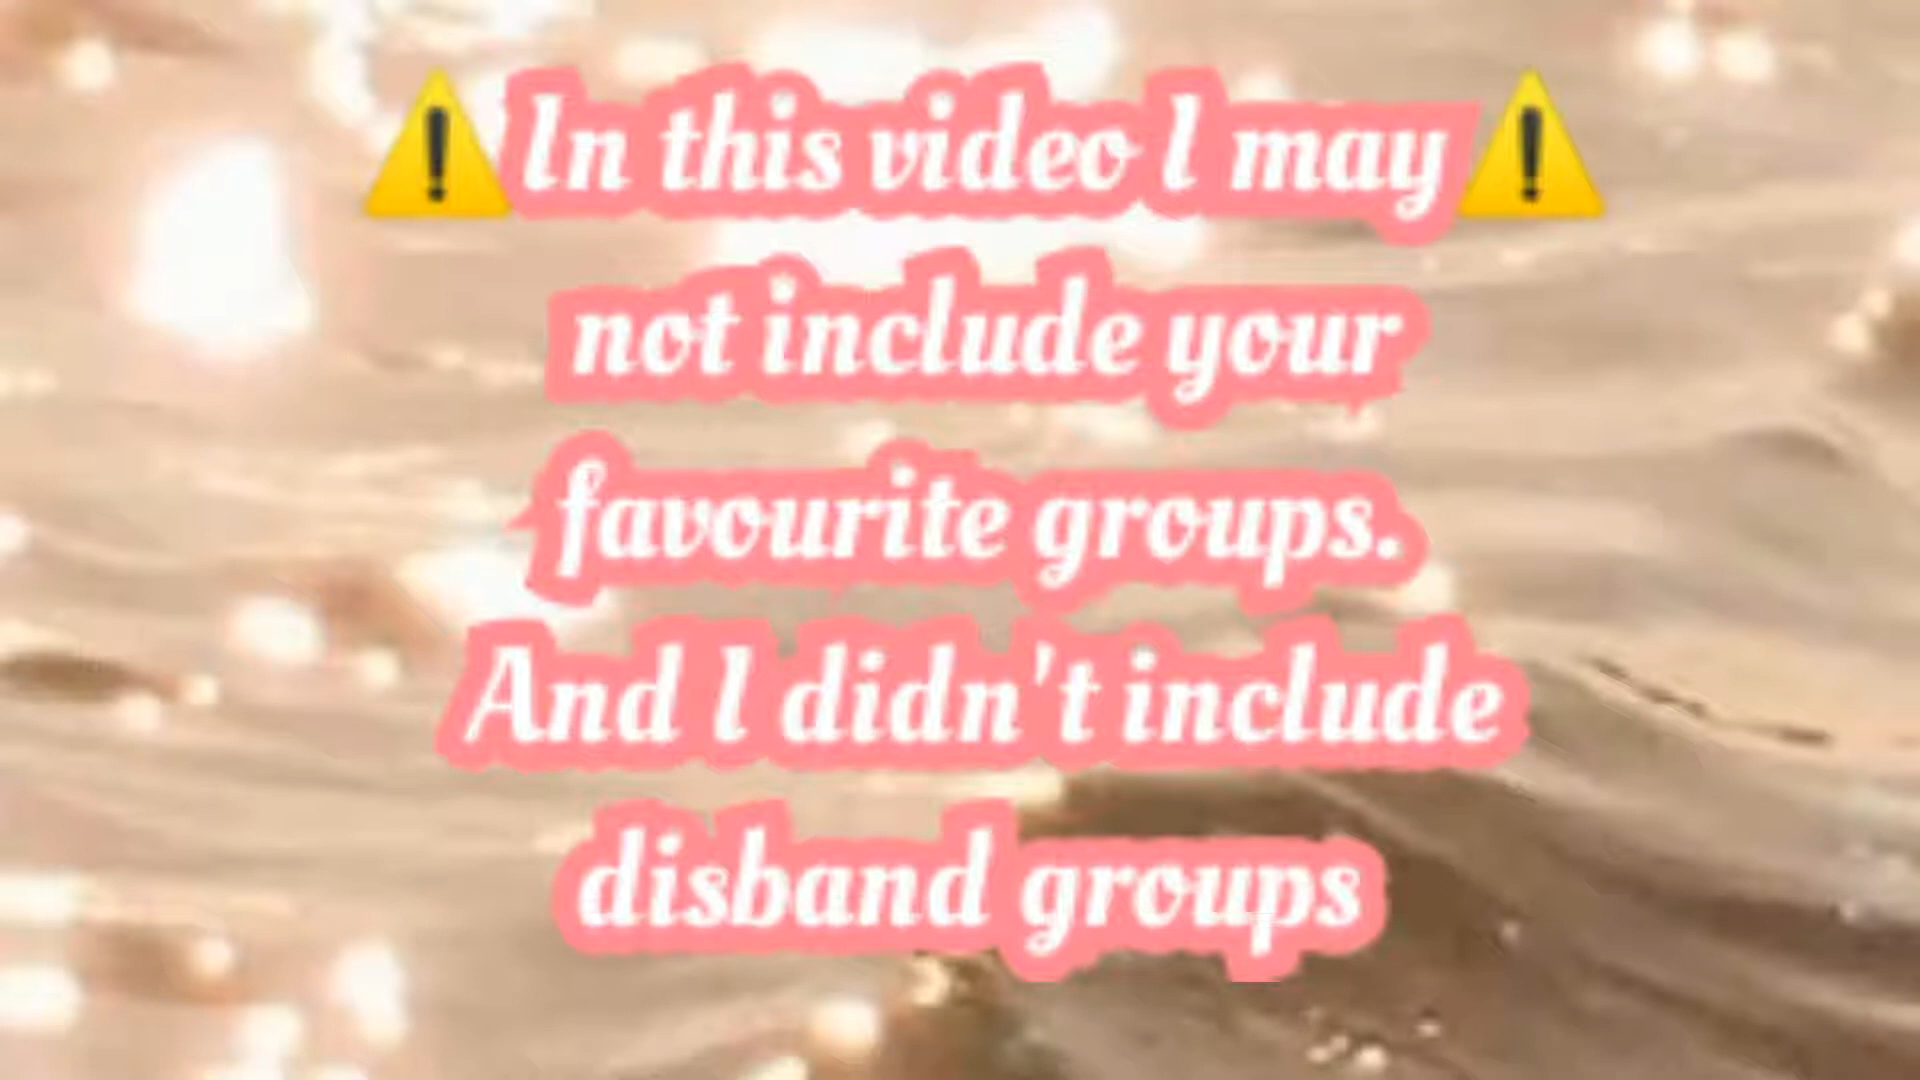 ⚠️In this video I may⚠️
not include your
favourite groups.
And I didn't include
disband groups